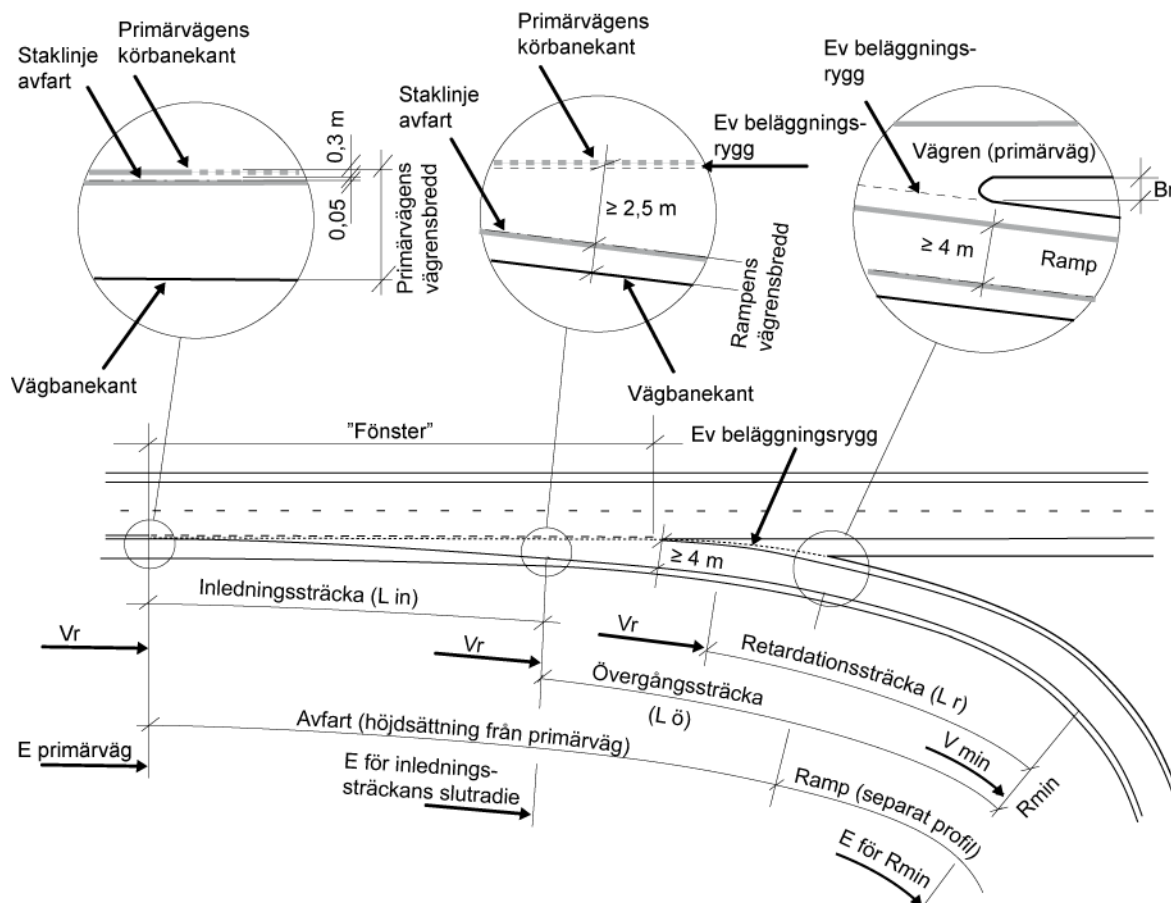 Primärvägens
körbanekant
Staklinje
avfart
0,3 m
0,05
Primärvägens
vägrensbredd
Vägbanekant
Primärvägens
körbanekant
Staklinje
avfart
Ev beläggnings-
rygg
≥ 2,5 m
Rampens
vägrensbredd
Vägbanekant
Ev beläggnings-
rygg
Vägren (primärväg)
≥ 4 m
Ramp
"Fönster"
Ev beläggningsrygg
≥ 4 m
Inledningssträcka (L in)
Vr
Vr
Vr
Retardationssträcka (L r)
Övergångssträcka
(L ö)
Avfart (höjdsättning från primärväg)
E primärväg
E för inlednings-
sträckans slutradie
V min
Rmin
Ramp (separat profil)
E för Rmin